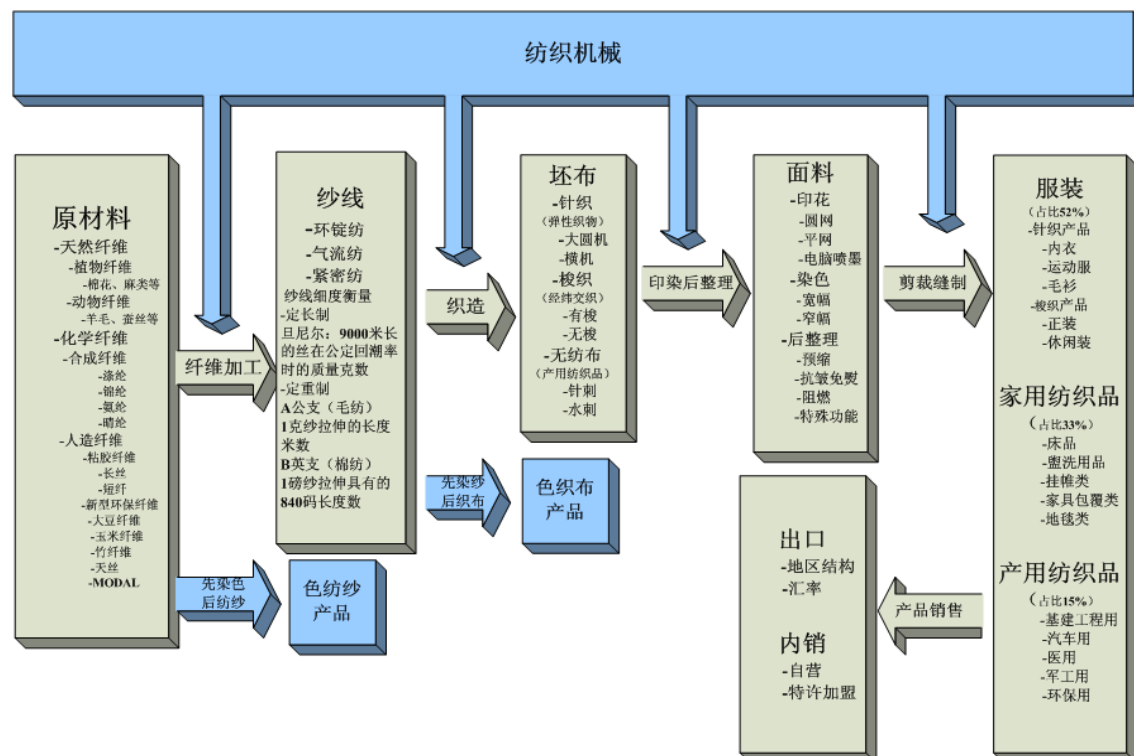 纺织机械
原材料
-天然纤维
-植物纤维
-棉花、麻类等
-动物纤维
-羊毛、蚕丝等
-化学纤维
-合成纤维
-涤纶
-锦纶
-氨纶
-晴纶
-人造纤维
-粘胶纤维
-长丝
-短纤
-新型环保纤维
-大豆纤维
-玉米纤维
-竹纤维
-天丝
-MODAL
纤维加工
先染色
后纺纱
纱线
-环锭纺
-气流纺
-紧密纺
纱线细度衡量
-定长制
旦尼尔：9000米长
的丝在公定回潮率
时的质量克数
-定重制
A公支（毛纺）
1克纱拉伸的长度
米数
B英支（棉纺）
1磅纱拉伸具有的
840码长度数
色纺纱
产品
织造
先染纱
后织布
坯布
-针织
（弹性织物）
-大圆机
-横机
-梭织
（经纬交织）
-有梭
-无梭
-无纺布
（产用纺织品）
-针刺
-水刺
色织布
产品
印染后整理
面料
-印花
-圆网
-平网
-电脑喷墨
-染色
-宽幅
-窄幅
-后整理
-预缩
-抗皱免熨
-阻燃
-特殊功能
剪裁缝制
服装
（占比52%）
-针织产品
-内衣
-运动服
-毛衫
-梭织产品
-正装
-休闲装
家用纺织品
（占比33%）
-床品
-盥洗用品
-挂帷类
-家具包覆类
-地毯类
产用纺织品
（占比15%）
-基建工程用
-汽车用
-医用
-军工用
-环保用
产品销售
出口
-地区结构
-汇率
内销
-自营
-特许加盟